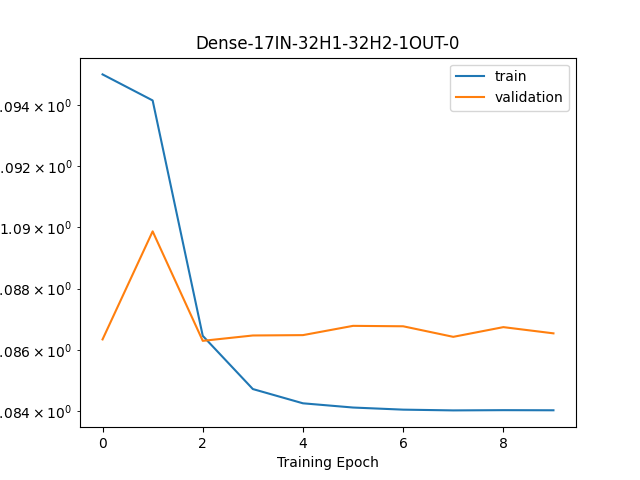 Dense-17IN-32H1-32H2-1OUT-0
train
validation
.094 × 10⁰
.092 × 10⁰
1.09 × 10⁰
.088 × 10⁰
.086 × 10⁰
.084 × 10⁰
0 2 4 6 8
Training Epoch